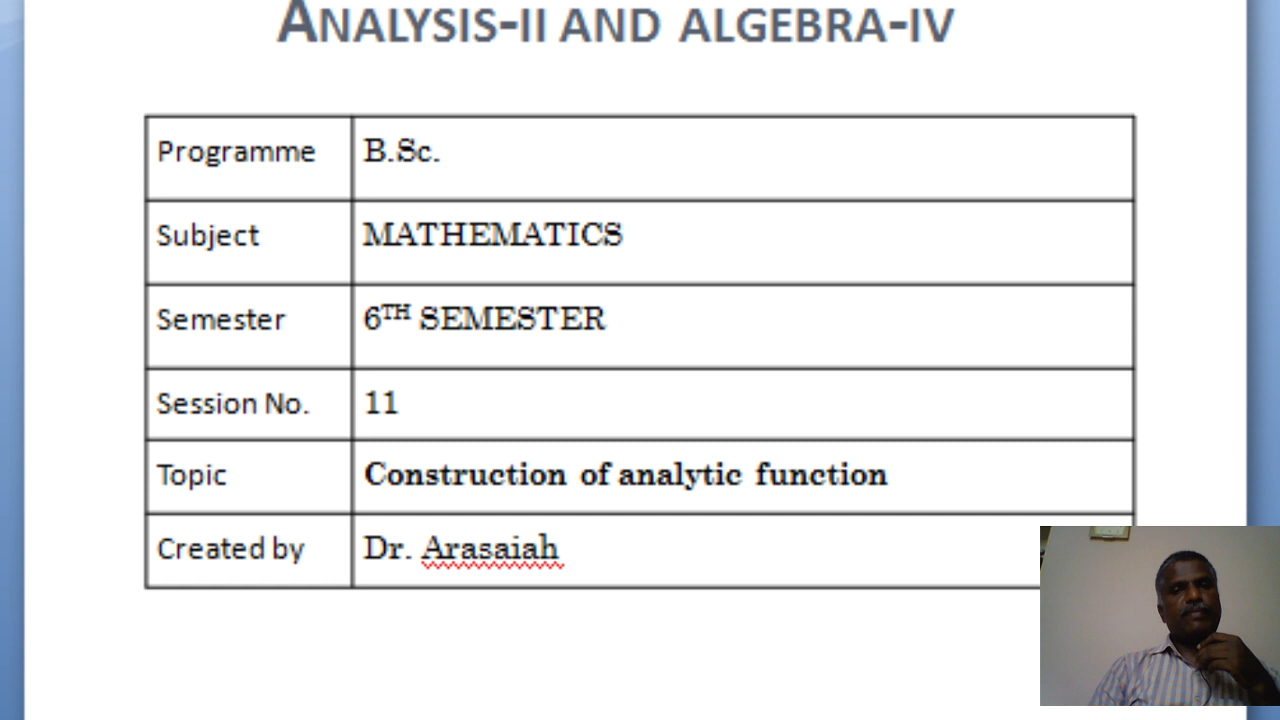 ANALYSIS-II AND ALGEBRA-IV
Programme B.Sc.
Subject MATHEMATICS
Semester 6TH SEMESTER
Session No. 11
Topic Construction of analytic function
Created by Dr. Arasaiah